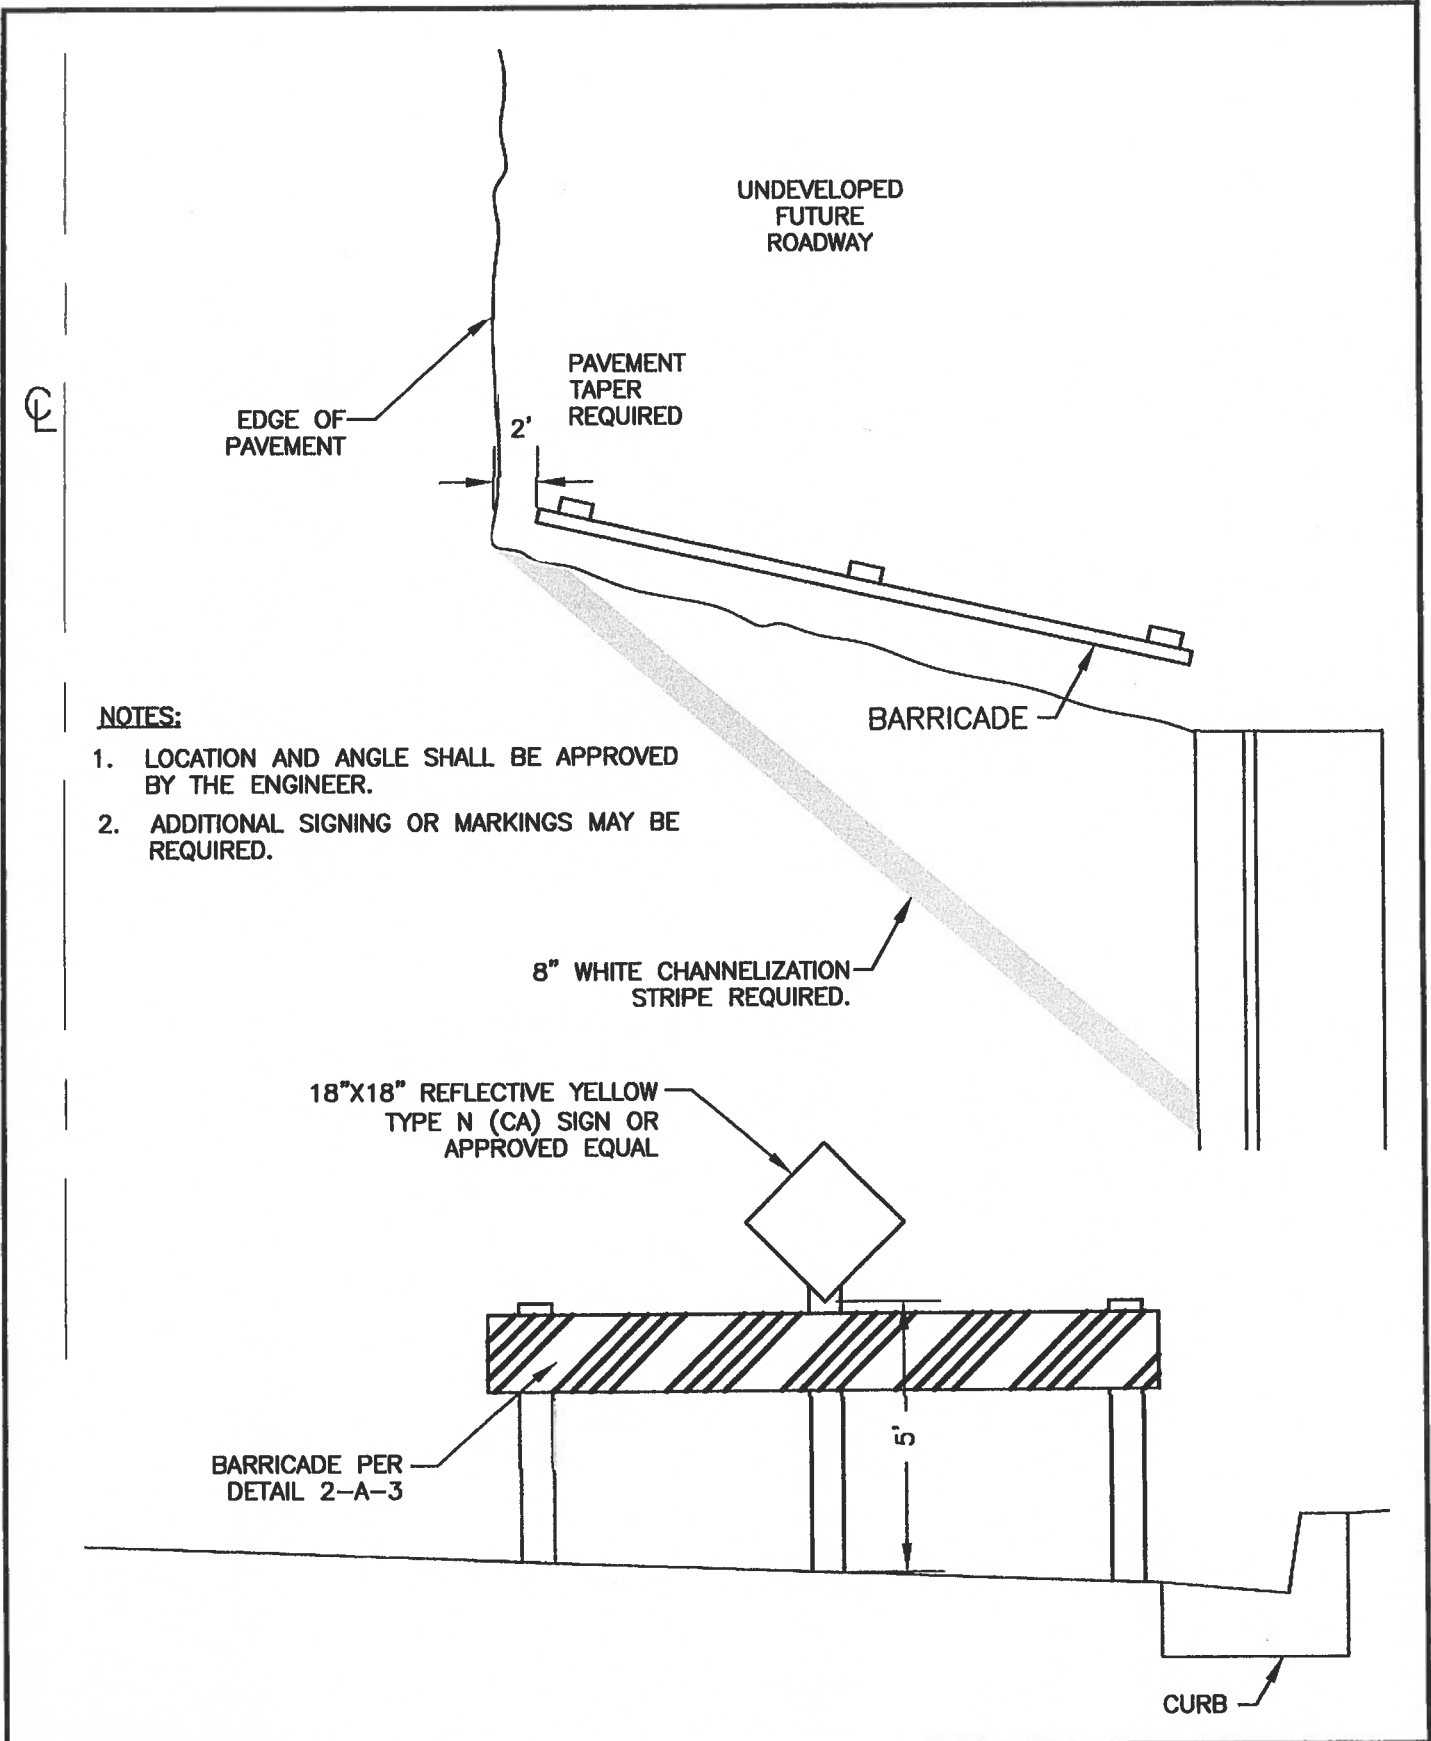 UNDEVELOPED
FUTURE
ROADWAY
PAVEMENT
TAPER
REQUIRED
℄
EDGE OF
PAVEMENT
2'
BARRICADE
NOTES:
1. LOCATION AND ANGLE SHALL BE APPROVED
BY THE ENGINEER.
2. ADDITIONAL SIGNING OR MARKINGS MAY BE
REQUIRED.
8" WHITE CHANNELIZATION
STRIPE REQUIRED.
18"X18" REFLECTIVE YELLOW
TYPE N (CA) SIGN OR
APPROVED EQUAL
5'
BARRICADE PER
DETAIL 2-A-3
CURB